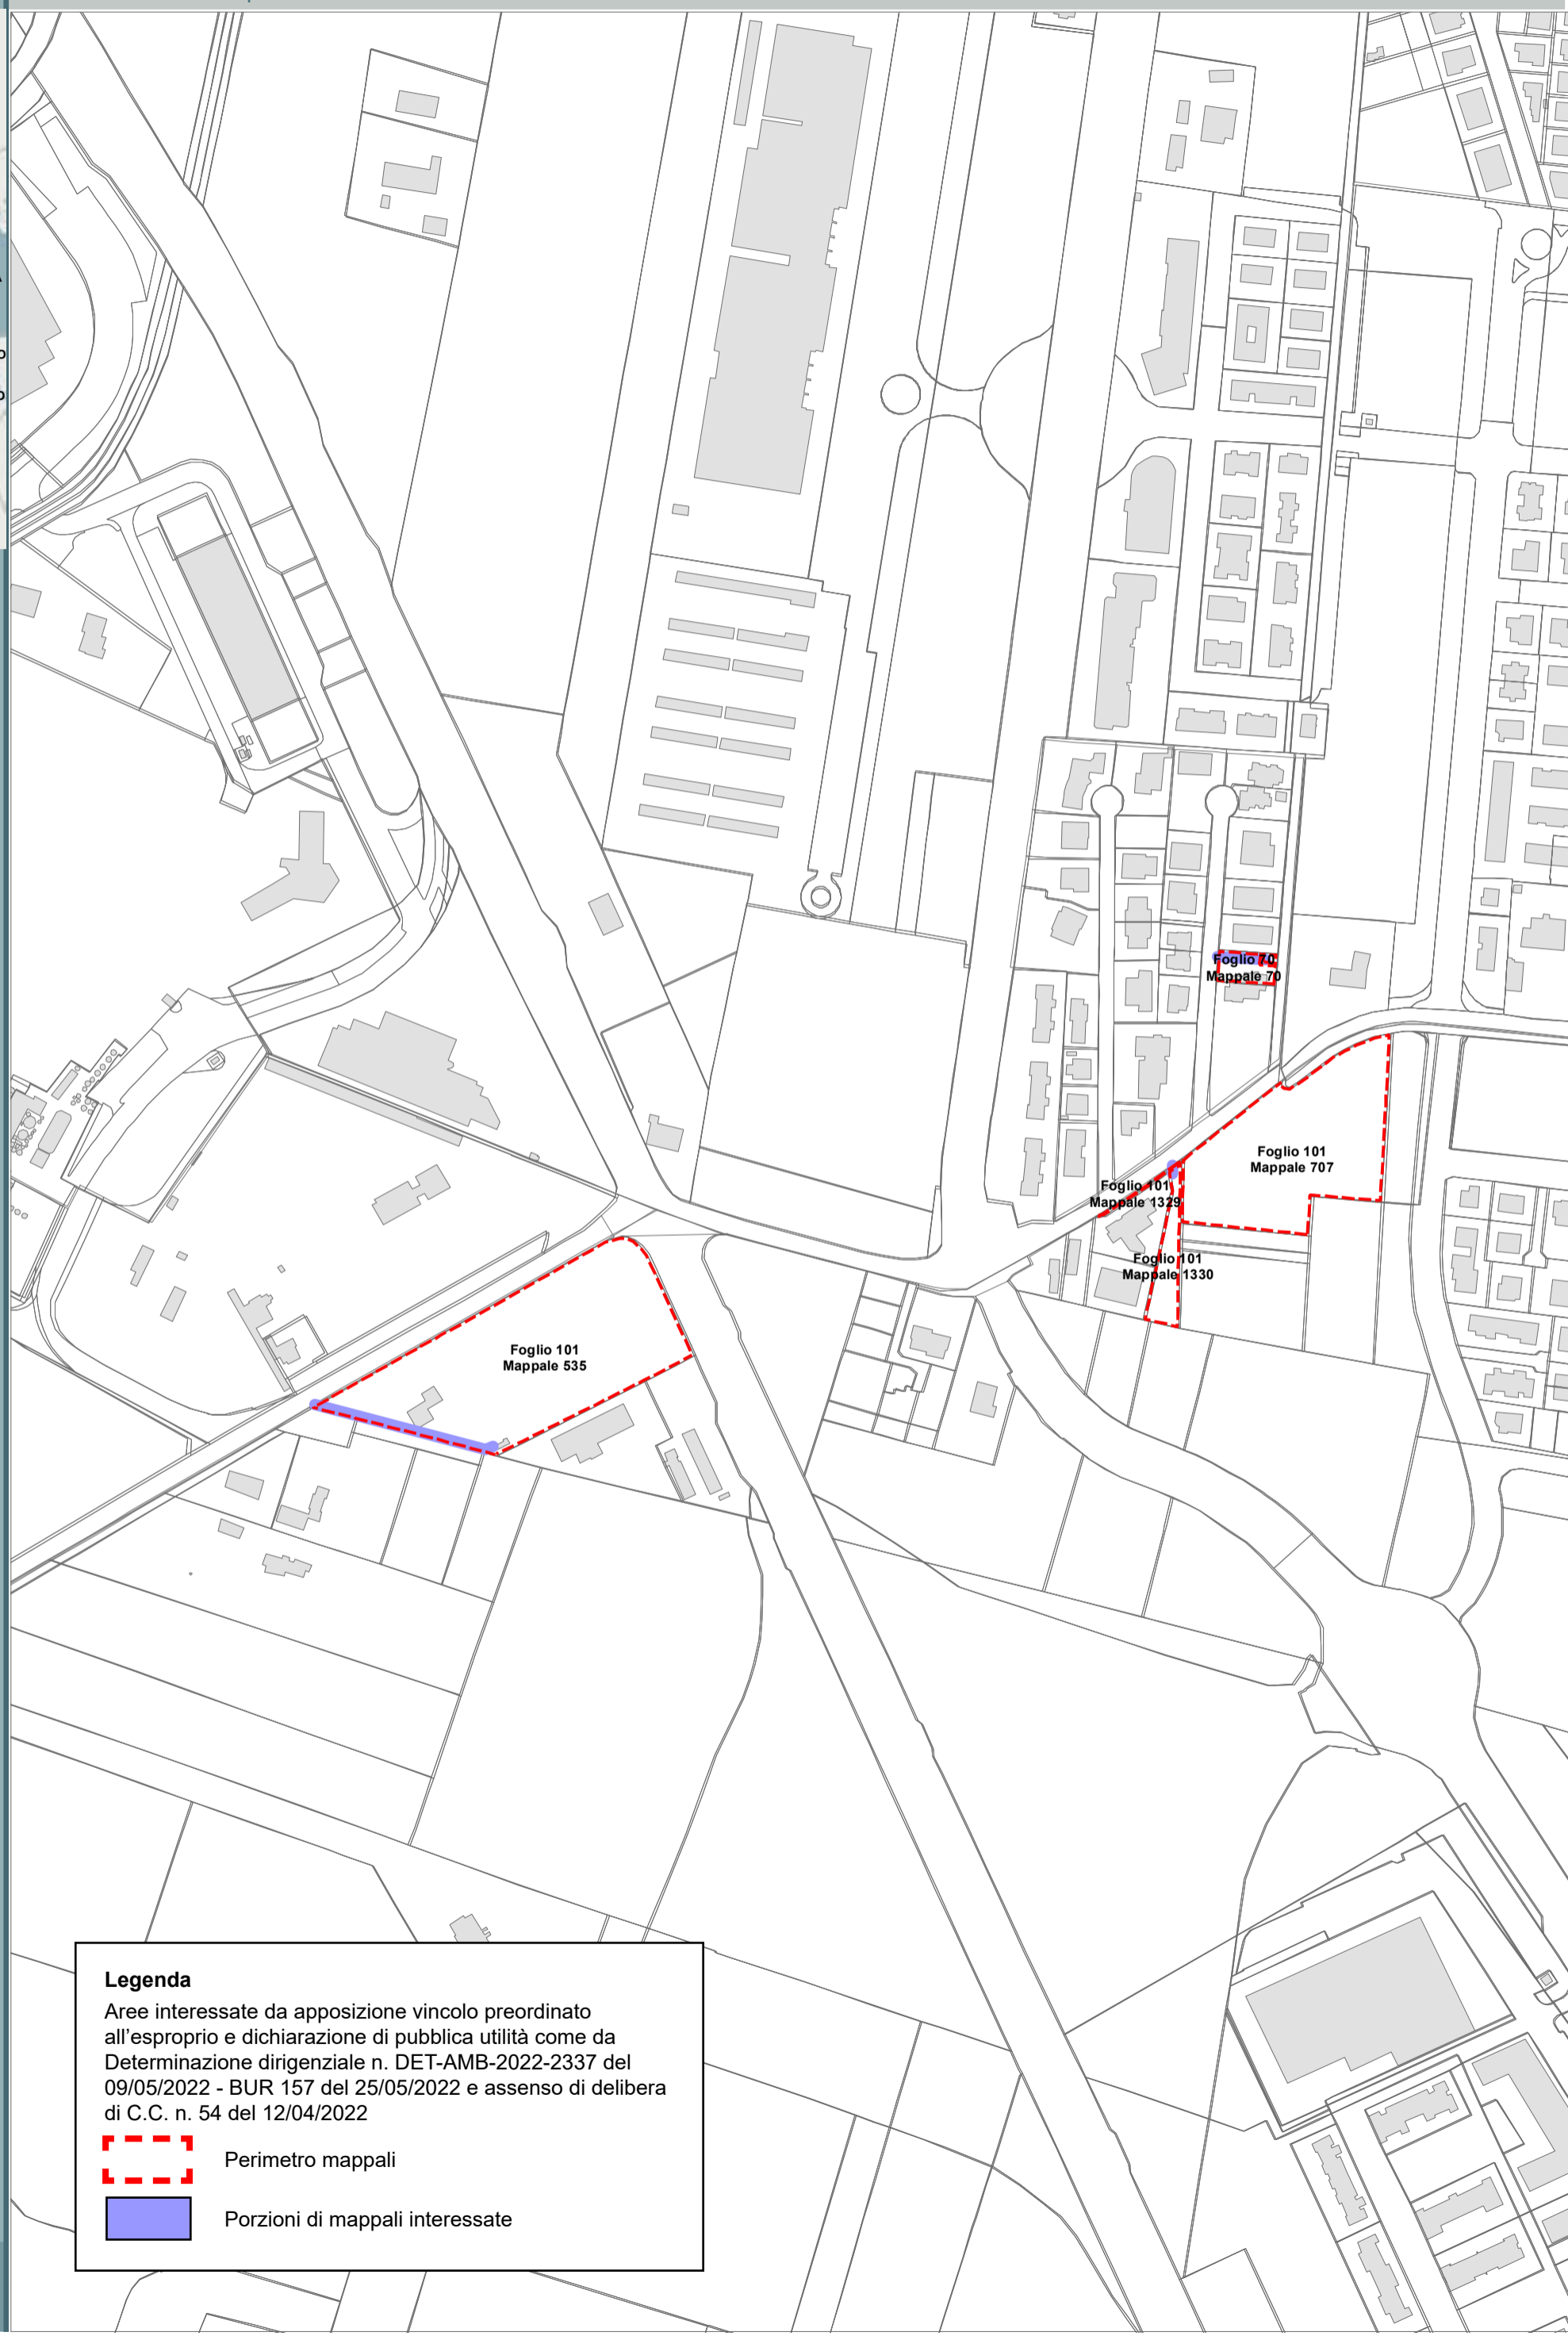 Foglio 70
Mappale 70
Foglio 101
Mappale 707
Foglio 101
Mappale 1329
Foglio 101
Mappale 1330
Foglio 101
Mappale 535
Legenda
Aree interessate da apposizione vincolo preordinato
all'esproprio e dichiarazione di pubblica utilità come da
Determinazione dirigenziale n. DET-AMB-2022-2337 del
09/05/2022 - BUR 157 del 25/05/2022 e assenso di delibera
di C.C. n. 54 del 12/04/2022
Perimetro mappali
Porzioni di mappali interessate